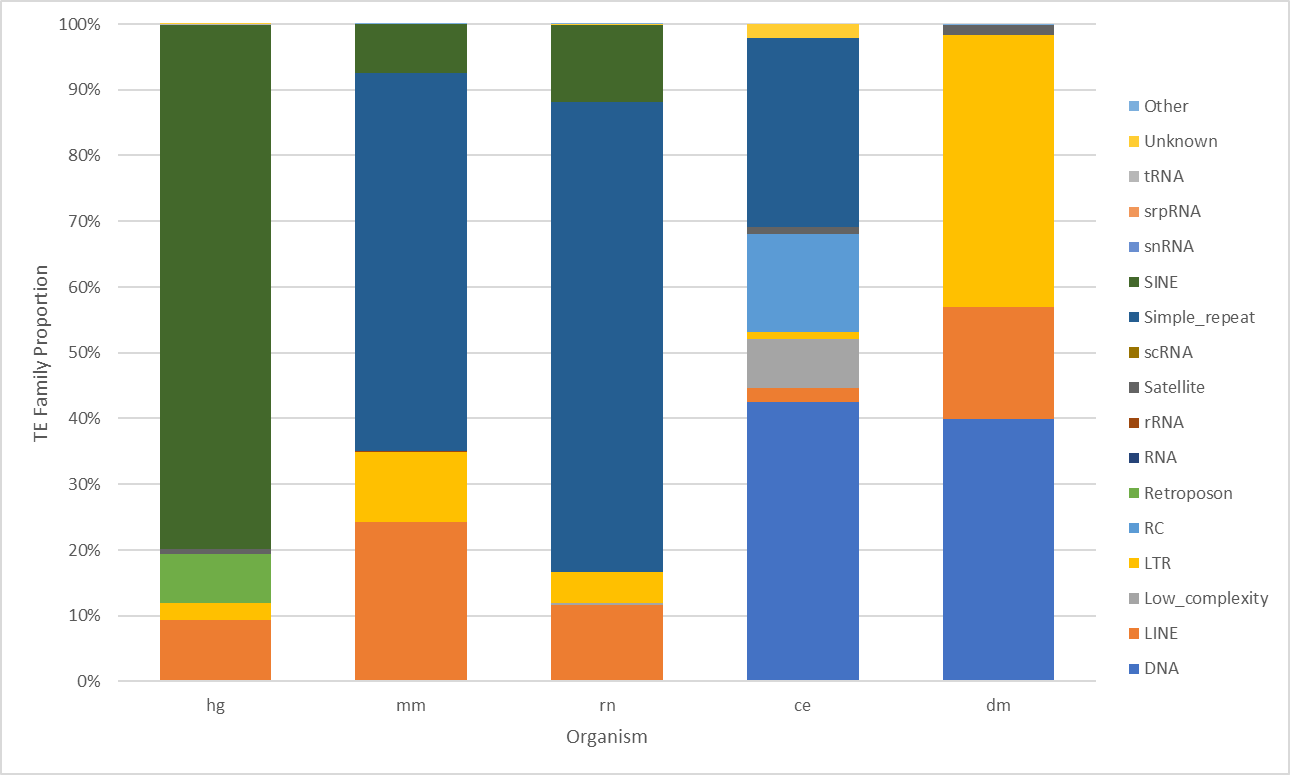 100%
90%
80%
70%
60%
50%
40%
30%
20%
10%
0%
TE Family Proportion
hg
mm
rn
ce
dm
Organism
Other
Unknown
tRNA
srpRNA
snRNA
SINE
Simple_repeat
scRNA
Satellite
rRNA
RNA
Retroposon
RC
LTR
Low_complexity
LINE
DNA